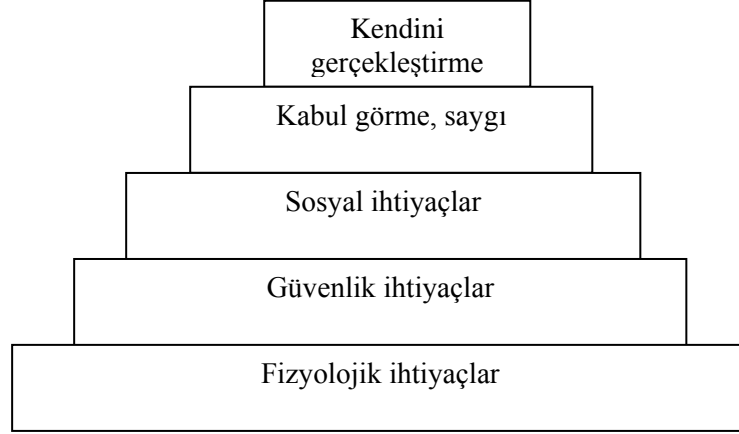 Kendini
gerçekleştirme
Kabul görme, saygı
Sosyal ihtiyaçlar
Güvenlik ihtiyaçlar
Fizyolojik ihtiyaçlar